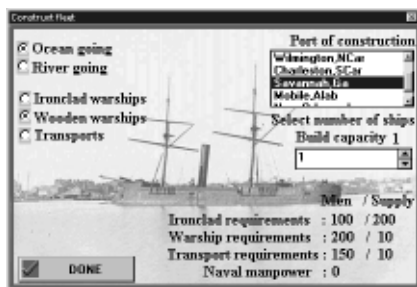 Construct Fleet
Ocean going
River going
Ironclad warships
Wooden warships
Transports
Port of construction
Wilmington,NCar
Charleston,SCar
Savannah,Ga
Mobile,Alab
Select number of ships
Build capacity 1
1
Men / Supply
Ironclad requirements : 100 / 200
Warship requirements : 200 / 10
Transport requirements : 150 / 10
Naval manpower : 0
DONE